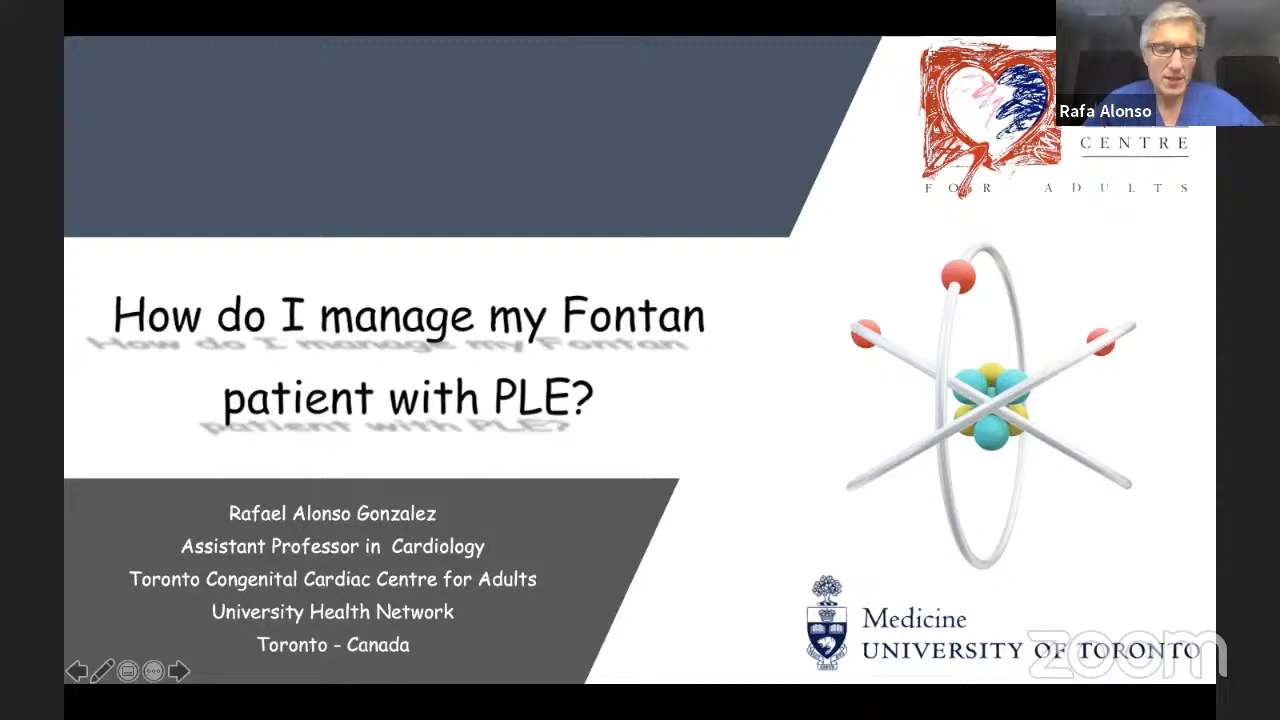 Rafa Alonso
CENTRE
FOR ADULTS
How do I manage my Fontan
patient with PLE?
Rafael Alonso Gonzalez
Assistant Professor in Cardiology
Toronto Congenital Cardiac Centre for Adults
University Health Network
Toronto - Canada
Medicine
UNIVERSITY OF TORONTO
zoom